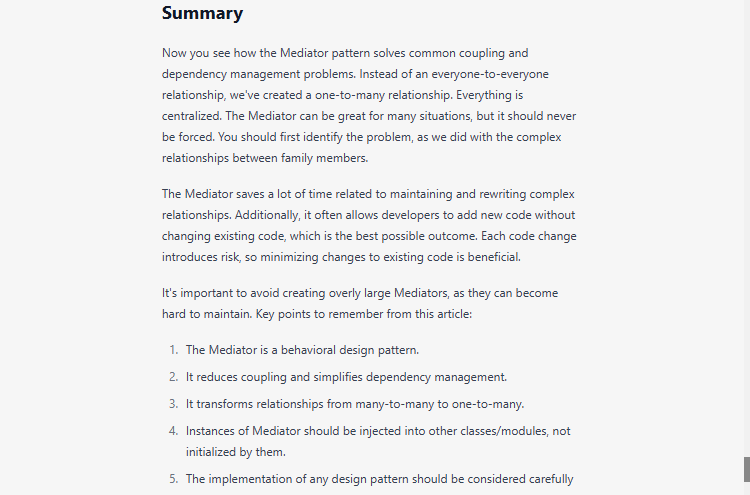 Summary
Now you see how the Mediator pattern solves common coupling and
dependency management problems. Instead of an everyone-to-everyone
relationship, we've created a one-to-many relationship. Everything is
centralized. The Mediator can be great for many situations, but it should never
be forced. You should first identify the problem, as we did with the complex
relationships between family members.
The Mediator saves a lot of time related to maintaining and rewriting complex
relationships. Additionally, it often allows developers to add new code without
changing existing code, which is the best possible outcome. Each code change
introduces risk, so minimizing changes to existing code is beneficial.
It's important to avoid creating overly large Mediators, as they can become
hard to maintain. Key points to remember from this article:
1. The Mediator is a behavioral design pattern.
2. It reduces coupling and simplifies dependency management.
3. It transforms relationships from many-to-many to one-to-many.
4. Instances of Mediator should be injected into other classes/modules, not
initialized by them.
5. The implementation of any design pattern should be considered carefully